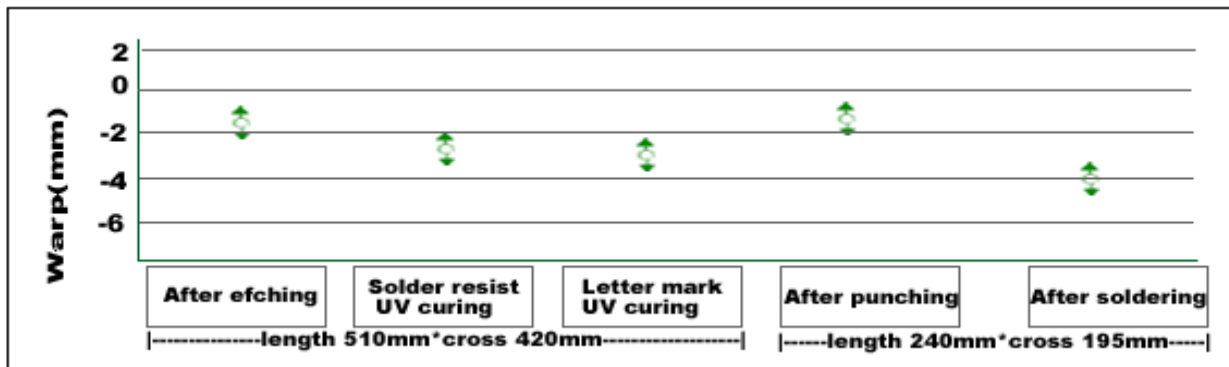 Warp(mm)
2
0
-2
-4
-6
After efching
Solder resist
UV curing
Letter mark
UV curing
After punching
After soldering
|----------------length 510mm*cross 420mm--------------------|
|------length 240mm*cross 195mm-----|